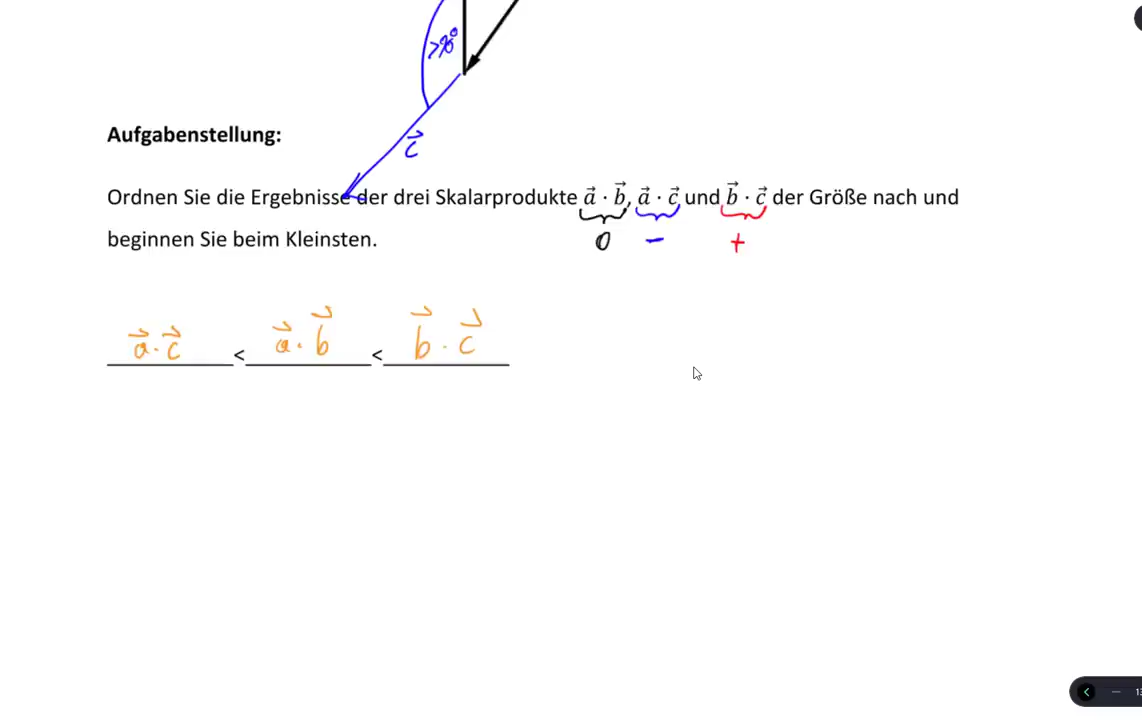 >90°
c⃗
Aufgabenstellung:
Ordnen Sie die Ergebnisse der drei Skalarprodukte a⃗ · b⃗, a⃗ · c⃗ und b⃗ · c⃗ der Größe nach und
beginnen Sie beim Kleinsten.
0 − +
a⃗ · c⃗ < a⃗ · b⃗ < b⃗ · c⃗